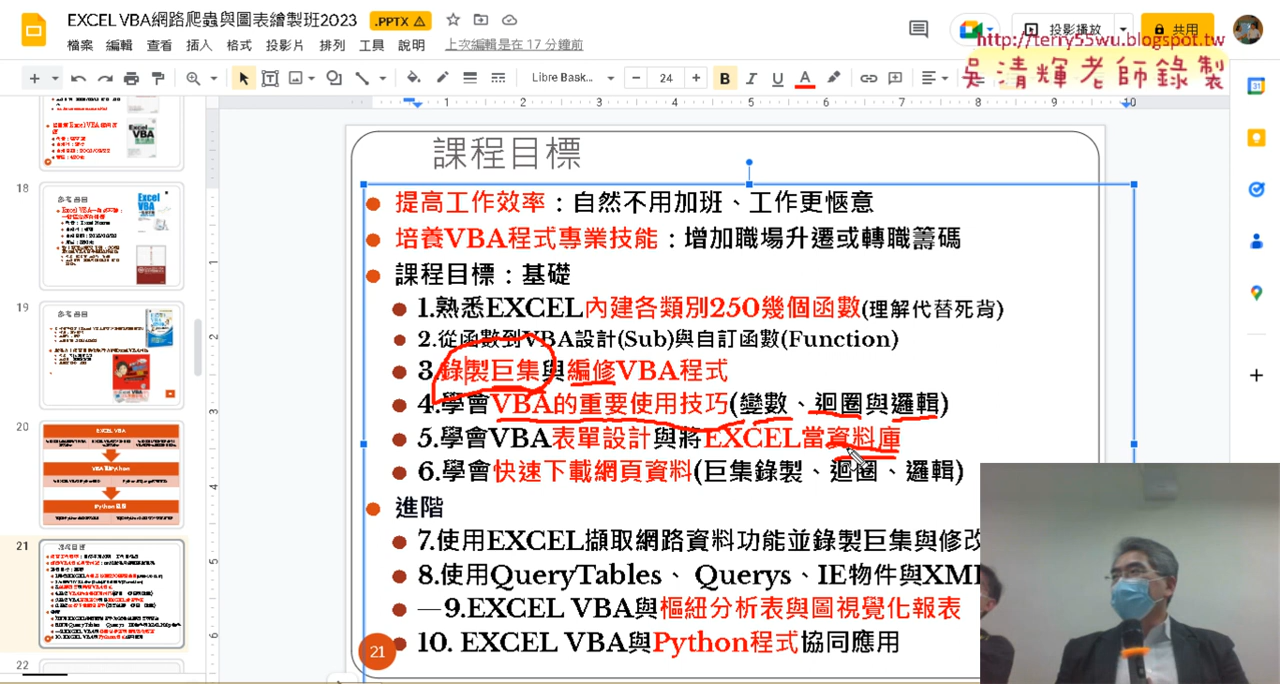 EXCEL VBA網路爬蟲與圖表繪製班2023
.PPTX
檔案 編輯 查看 插入 格式 投影片 排列 工具 說明 上次編輯是在 17 分鐘前
投影播放
共用
http://terry55wu.blogspot.tw
吳清輝老師錄製
Libre Bask...
24
B I U A
1 2 3 4 5 6 7 8 9 10
課程目標
提高工作效率：自然不用加班、工作更愜意
培養VBA程式專業技能：增加職場升遷或轉職籌碼
課程目標：基礎
1.熟悉EXCEL內建各類別250幾個函數(理解代替死背)
2.從函數到VBA設計(Sub)與自訂函數(Function)
3.錄製巨集與編修VBA程式
4.學會VBA的重要使用技巧(變數、迴圈與邏輯)
5.學會VBA表單設計與將EXCEL當資料庫
6.學會快速下載網頁資料(巨集錄製、迴圈、邏輯)
進階
7.使用EXCEL擷取網路資料功能並錄製巨集與修改
8.使用QueryTables、 Querys、IE物件與XML
—9.EXCEL VBA與樞紐分析表與圖視覺化報表
10. EXCEL VBA與Python程式協同應用
21
18
19
20
21
22